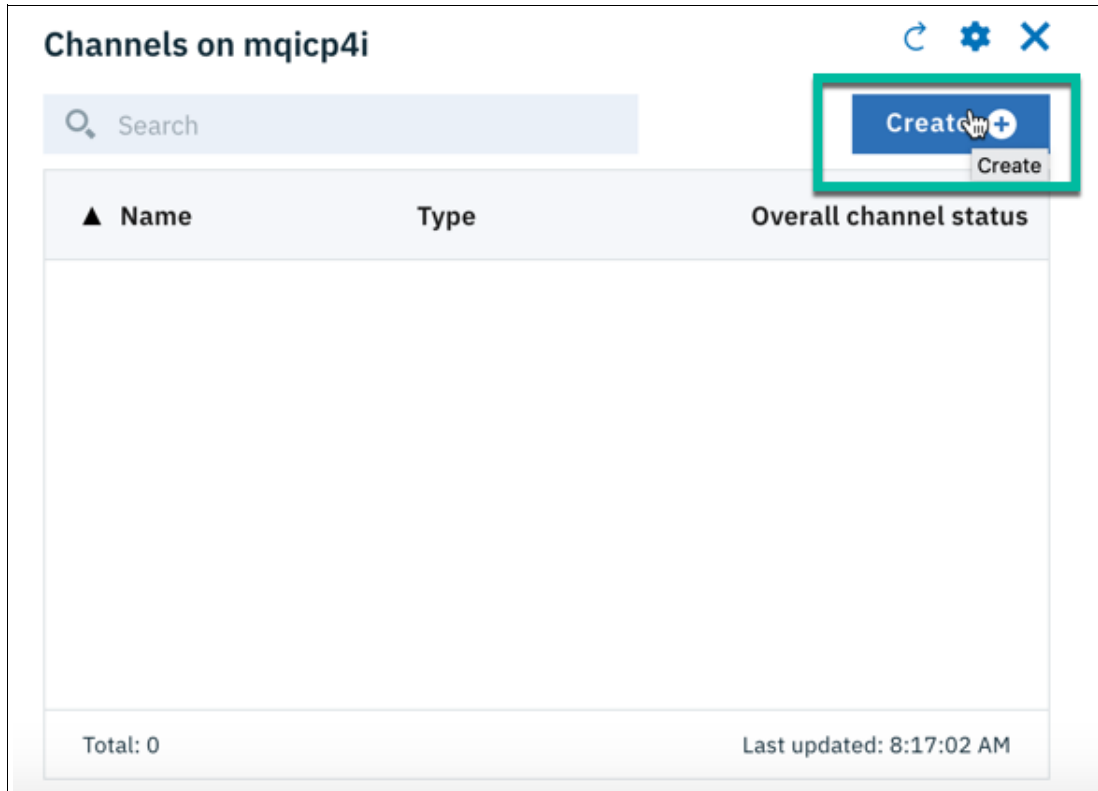 Channels on mqicp4i
Search
Create
Create
▲ Name Type Overall channel status
Total: 0 Last updated: 8:17:02 AM